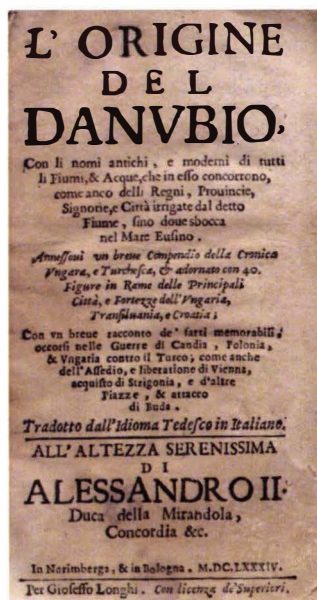 L'ORIGINE
DEL
DANVBIO,
Con li nomi antichi, e moderni di tutti
li Fiumi, & Acque, che in esso concorrono,
come anco delli Regni, Prouincie,
Signorie, e Città irrigate dal detto
Fiume, sino doue sbocca
nel Mare Eusino.
Annessoui vn breue Compendio della Cronica
Vngara, e Turchesca, & adornato con 40.
Figure in Rame delle Principali
Città, e Fortezze dell'Vngaria,
Transiluania, e Croatia;
Con vn breue racconto de' fatti memorabili,
occorsi nelle Guerre di Candia, Polonia,
& Vngaria contro il Turco; come anche
dell'Assedio, e liberatione di Vienna,
acquisto di Strigonia, e d'altre
Piazze, & attacco
di Buda.
Tradotto dall'Idioma Tedesco in Italiano.
ALL'ALTEZZA SERENISSIMA
DI
ALESSANDRO II.
Duca della Mirandola,
Concordia &c.
In Norimberga, & in Bologna. M.DC.LXXXIV.
Per Gioseffo Longhi. Con licenza de' Superiori.